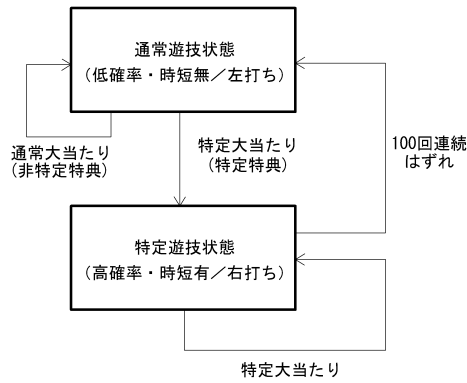 通常遊技状態
(低確率・時短無／左打ち)
通常大当たり
(非特定特典)
特定大当たり
(特定特典)
100回連続
はずれ
特定遊技状態
(高確率・時短有／右打ち)
特定大当たり